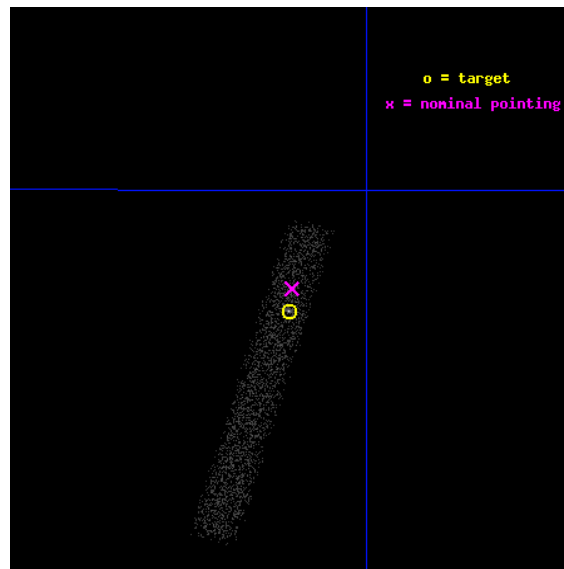 o = target
x = nominal pointing